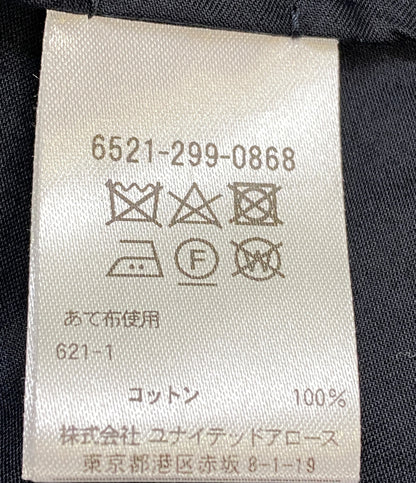 6521-299-0868
F W
あて布使用
621-1
コットン 100%
株式会社 ユナイテッドアローズ
東京都港区赤坂 8-1-19